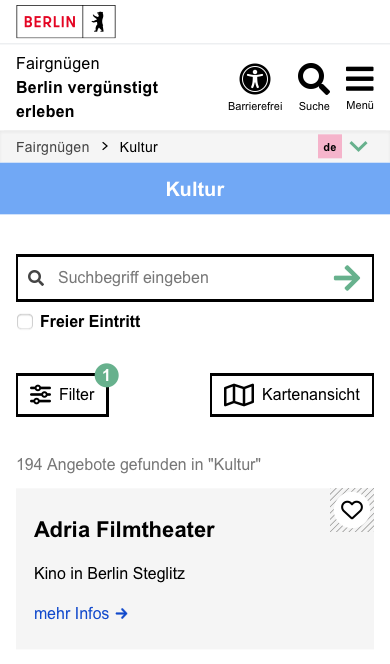 BERLIN
Fairgnügen
Berlin vergünstigt
erleben
Barrierefrei
Suche
Menü
Fairgnügen > Kultur
de
Kultur
Suchbegriff eingeben
Freier Eintritt
Filter
1
Kartenansicht
194 Angebote gefunden in "Kultur"
Adria Filmtheater
Kino in Berlin Steglitz
mehr Infos